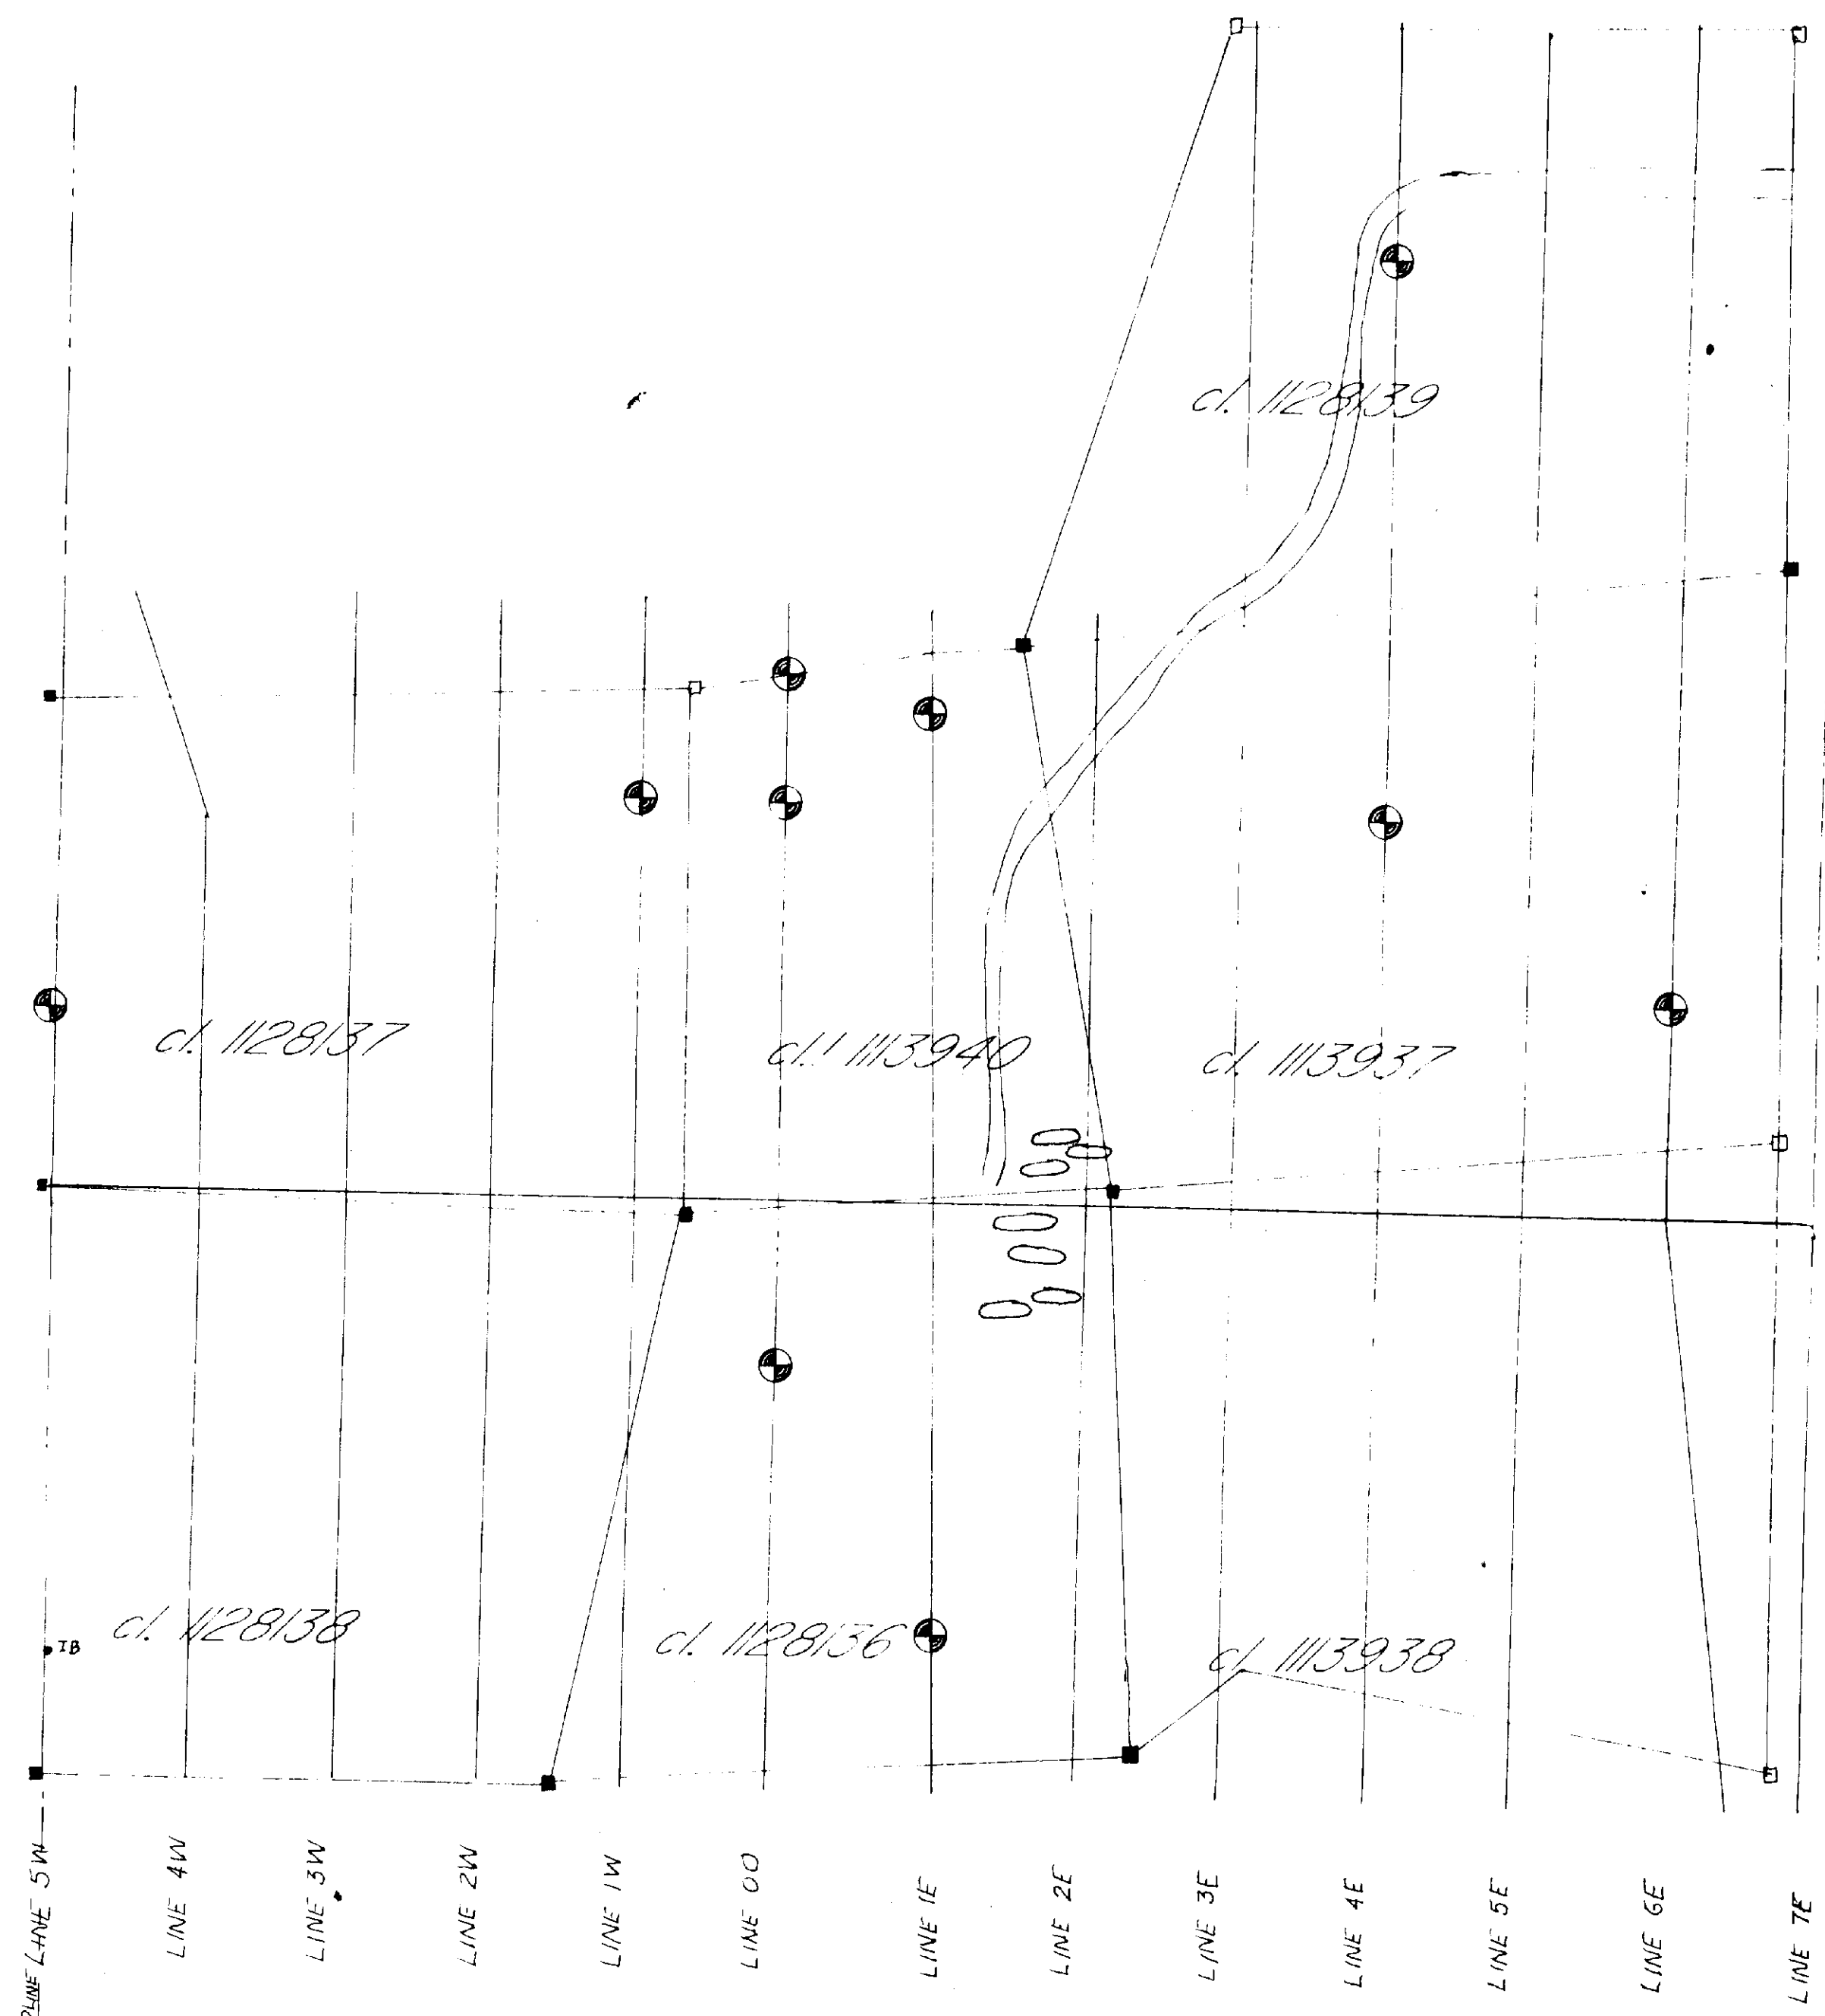 cl. 1128139
cl. 1128137
cl. 1113940
cl. 1113937
cl. 1128138
cl. 1128136
cl. 1113938
IB
LINE 5W
LINE 4W
LINE 3W
LINE 2W
LINE 1W
LINE 00
LINE 1E
LINE 2E
LINE 3E
LINE 4E
LINE 5E
LINE 6E
LINE 7E